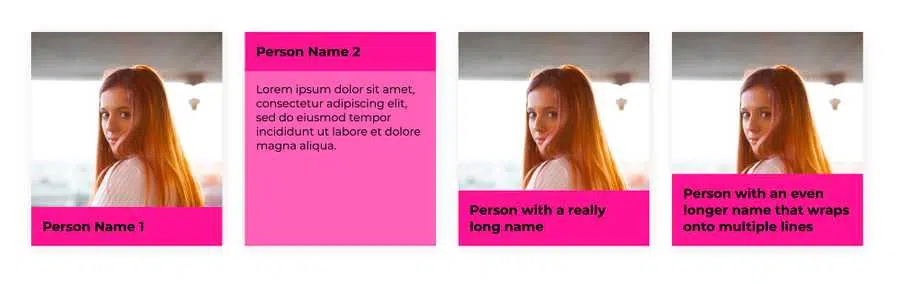 Person Name 1
Person Name 2
Lorem ipsum dolor sit amet,
consectetur adipiscing elit,
sed do eiusmod tempor
incididunt ut labore et dolore
magna aliqua.
Person with a really
long name
Person with an even
longer name that wraps
onto multiple lines